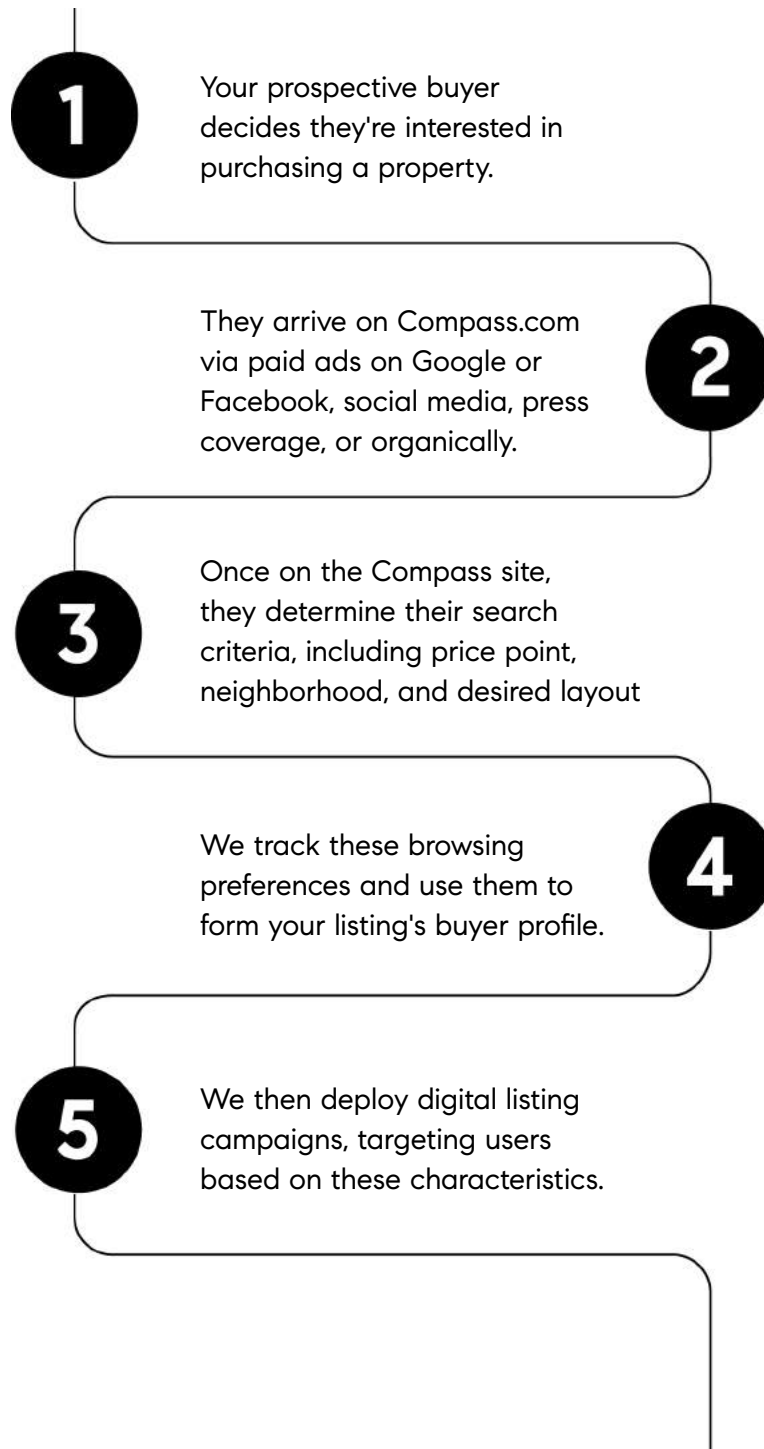 1
Your prospective buyer
decides they're interested in
purchasing a property.
They arrive on Compass.com
via paid ads on Google or
Facebook, social media, press
coverage, or organically.
2
3
Once on the Compass site,
they determine their search
criteria, including price point,
neighborhood, and desired layout
We track these browsing
preferences and use them to
form your listing's buyer profile.
4
5
We then deploy digital listing
campaigns, targeting users
based on these characteristics.